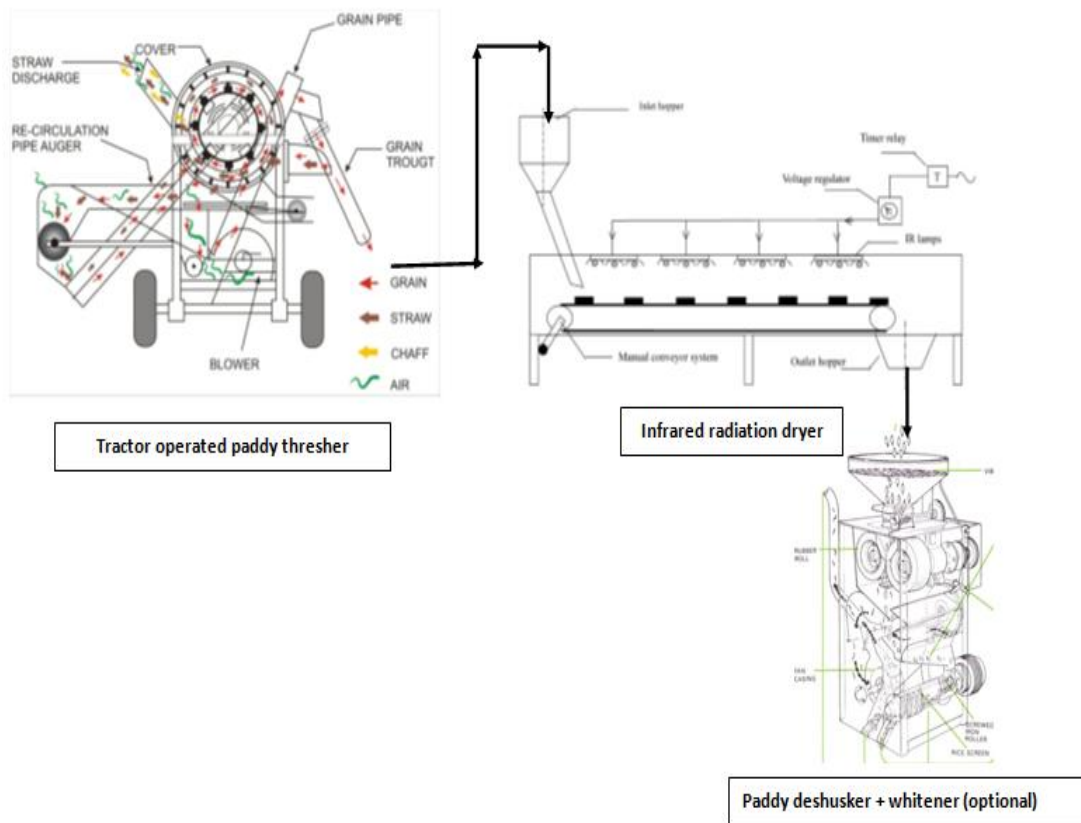 GRAIN PIPE
COVER
STRAW
DISCHARGE
RE-CIRCULATION
PIPE AUGER
GRAIN
TROUGT
GRAIN
STRAW
CHAFF
AIR
BLOWER
Tractor operated paddy thresher
Inlet hopper
Timer relay
T
Voltage regulator
IR lamps
Manual conveyor system
Outlet hopper
Infrared radiation dryer
RUBBER
ROLL
FAN
CASING
SCREWED
IRON
ROLLER
RICE SCREEN
Paddy deshusker + whitener (optional)